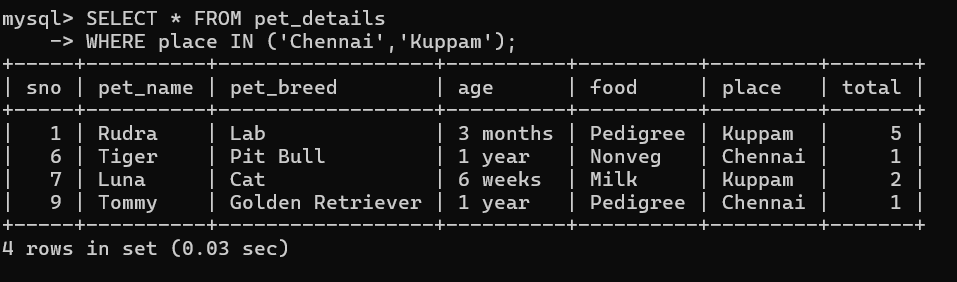 mysql> SELECT * FROM pet_details
    -> WHERE place IN ('Chennai','Kuppam');
+-----+----------+------------------+----------+----------+---------+-------+
| sno | pet_name | pet_breed        | age      | food     | place   | total |
+-----+----------+------------------+----------+----------+---------+-------+
|   1 | Rudra    | Lab              | 3 months | Pedigree | Kuppam  |     5 |
|   6 | Tiger    | Pit Bull         | 1 year   | Nonveg   | Chennai |     1 |
|   7 | Luna     | Cat              | 6 weeks  | Milk     | Kuppam  |     2 |
|   9 | Tommy    | Golden Retriever | 1 year   | Pedigree | Chennai |     1 |
+-----+----------+------------------+----------+----------+---------+-------+
4 rows in set (0.03 sec)